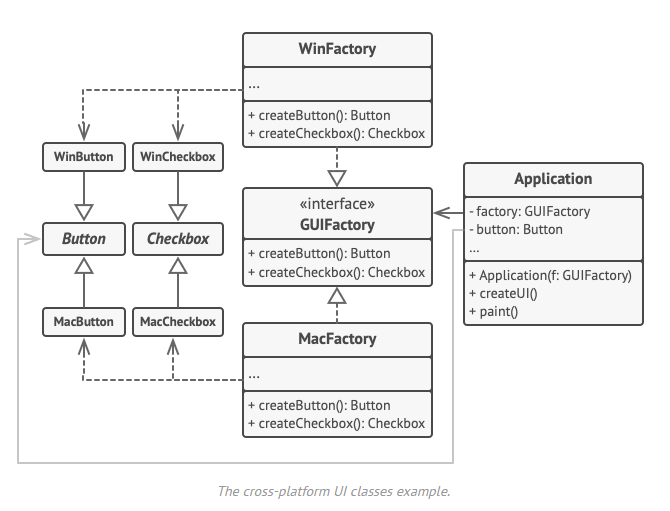 WinFactory
...
+ createButton(): Button
+ createCheckbox(): Checkbox
WinButton
WinCheckbox
Button
Checkbox
MacButton
MacCheckbox
«interface»
GUIFactory
+ createButton(): Button
+ createCheckbox(): Checkbox
Application
- factory: GUIFactory
- button: Button
...
+ Application(f: GUIFactory)
+ createUI()
+ paint()
MacFactory
...
+ createButton(): Button
+ createCheckbox(): Checkbox
The cross-platform UI classes example.